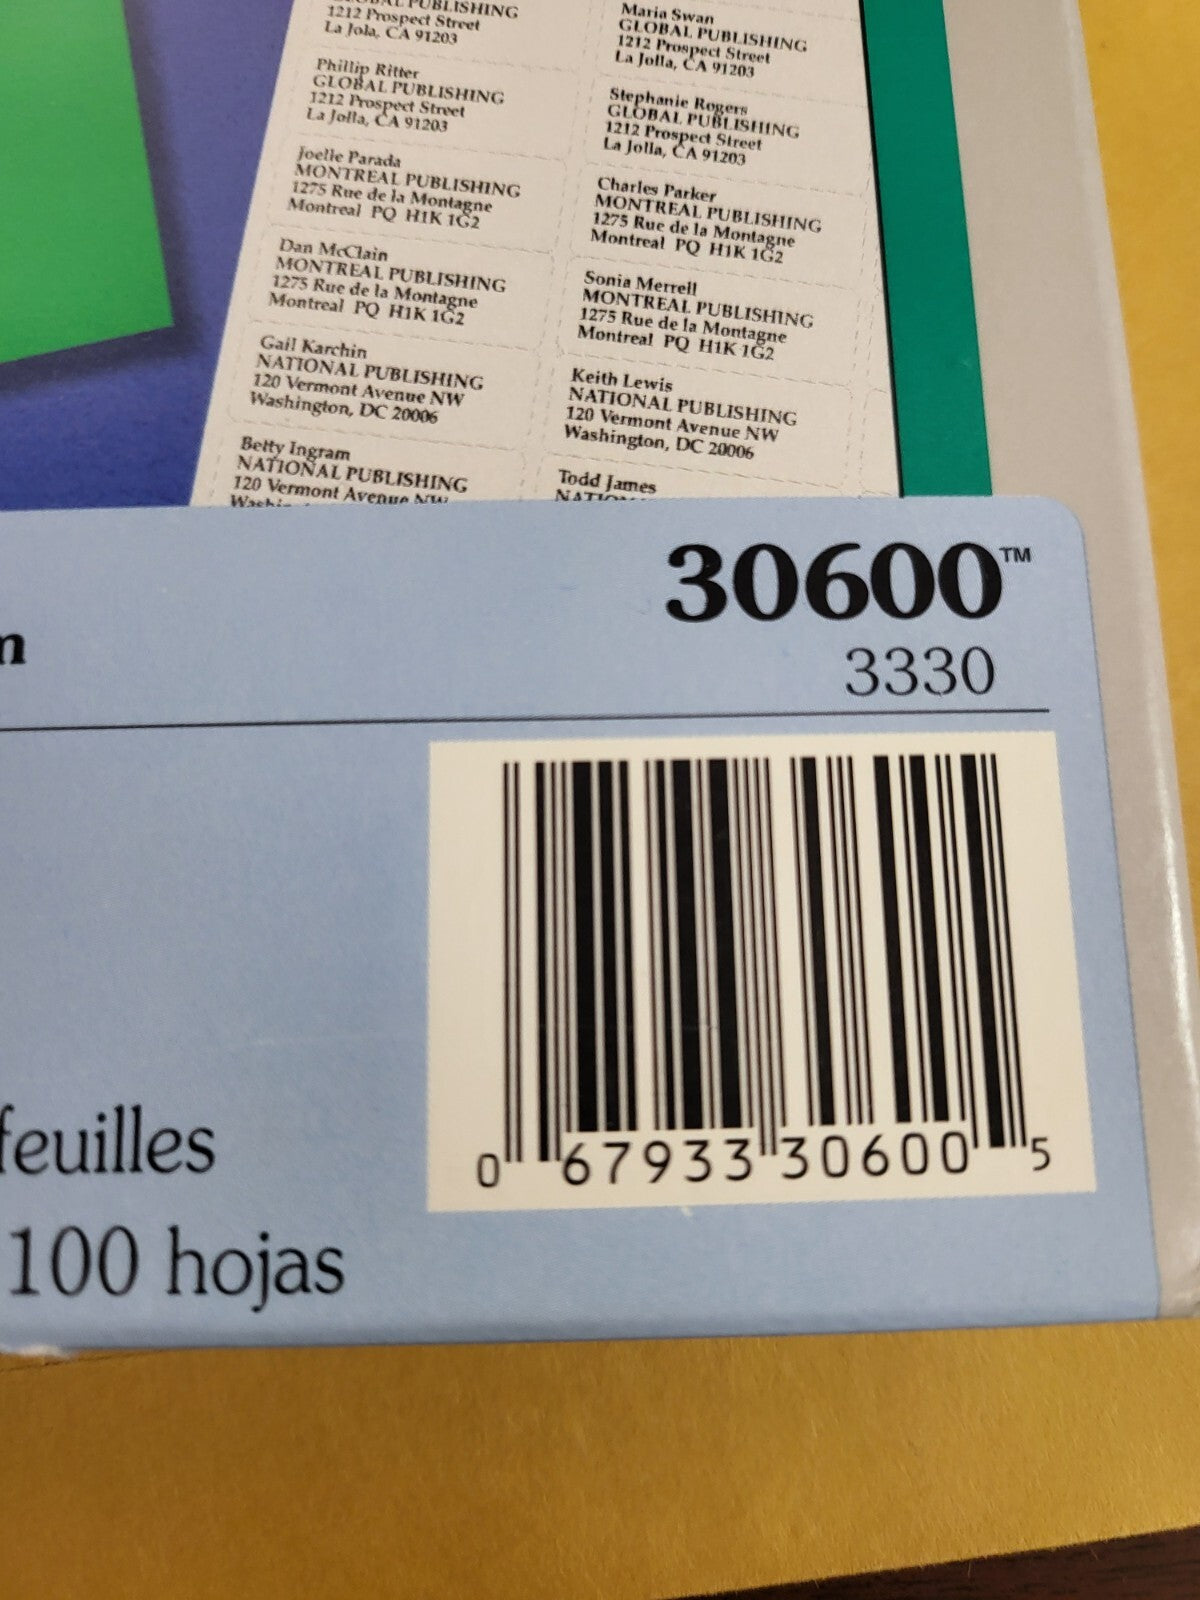 GLOBAL PUBLISHING
1212 Prospect Street
La Jola, CA 91203
Phillip Ritter
GLOBAL PUBLISHING
1212 Prospect Street
La Jolla, CA 91203
Joelle Parada
MONTREAL PUBLISHING
1275 Rue de la Montagne
Montreal PQ H1K 1G2
Dan McClain
MONTREAL PUBLISHING
1275 Rue de la Montagne
Montreal PQ H1K 1G2
Gail Karchin
NATIONAL PUBLISHING
120 Vermont Avenue NW
Washington, DC 20006
Betty Ingram
NATIONAL PUBLISHING
120 Vermont Avenue NW
Maria Swan
GLOBAL PUBLISHING
1212 Prospect Street
La Jolla, CA 91203
Stephanie Rogers
GLOBAL PUBLISHING
1212 Prospect Street
La Jolla, CA 91203
Charles Parker
MONTREAL PUBLISHING
1275 Rue de la Montagne
Montreal PQ H1K 1G2
Sonia Merrell
MONTREAL PUBLISHING
1275 Rue de la Montagne
Montreal PQ H1K 1G2
Keith Lewis
NATIONAL PUBLISHING
120 Vermont Avenue NW
Washington, DC 20006
Todd James
30600™
3330
0 67933 30600 5
feuilles
100 hojas